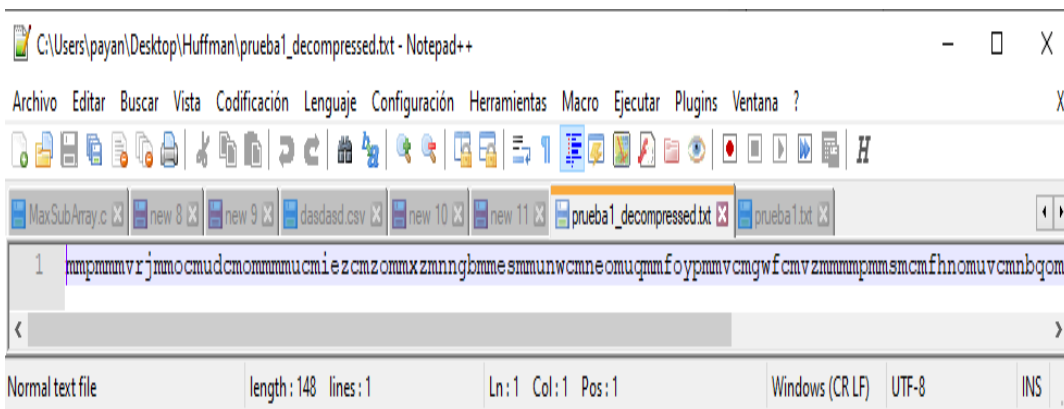 C:\Users\payan\Desktop\Huffman\prueba1_decompressed.txt - Notepad++
Archivo Editar Buscar Vista Codificación Lenguaje Configuración Herramientas Macro Ejecutar Plugins Ventana ? X
MaxSubArray.c new 8 new 9 dasdasd.csv new 10 new 11 prueba1_decompressed.txt prueba1.txt
1 mmpmmmvrjmmocmudcmommmmucmiezcmzommxzmnngbmmesmmunwcmneomuqmmfoypmmvcmgwfcmvzmmmmpmmsmcmfhnomuvcmnbqom
Normal text file length : 148 lines : 1 Ln : 1 Col : 1 Pos : 1 Windows (CR LF) UTF-8 INS